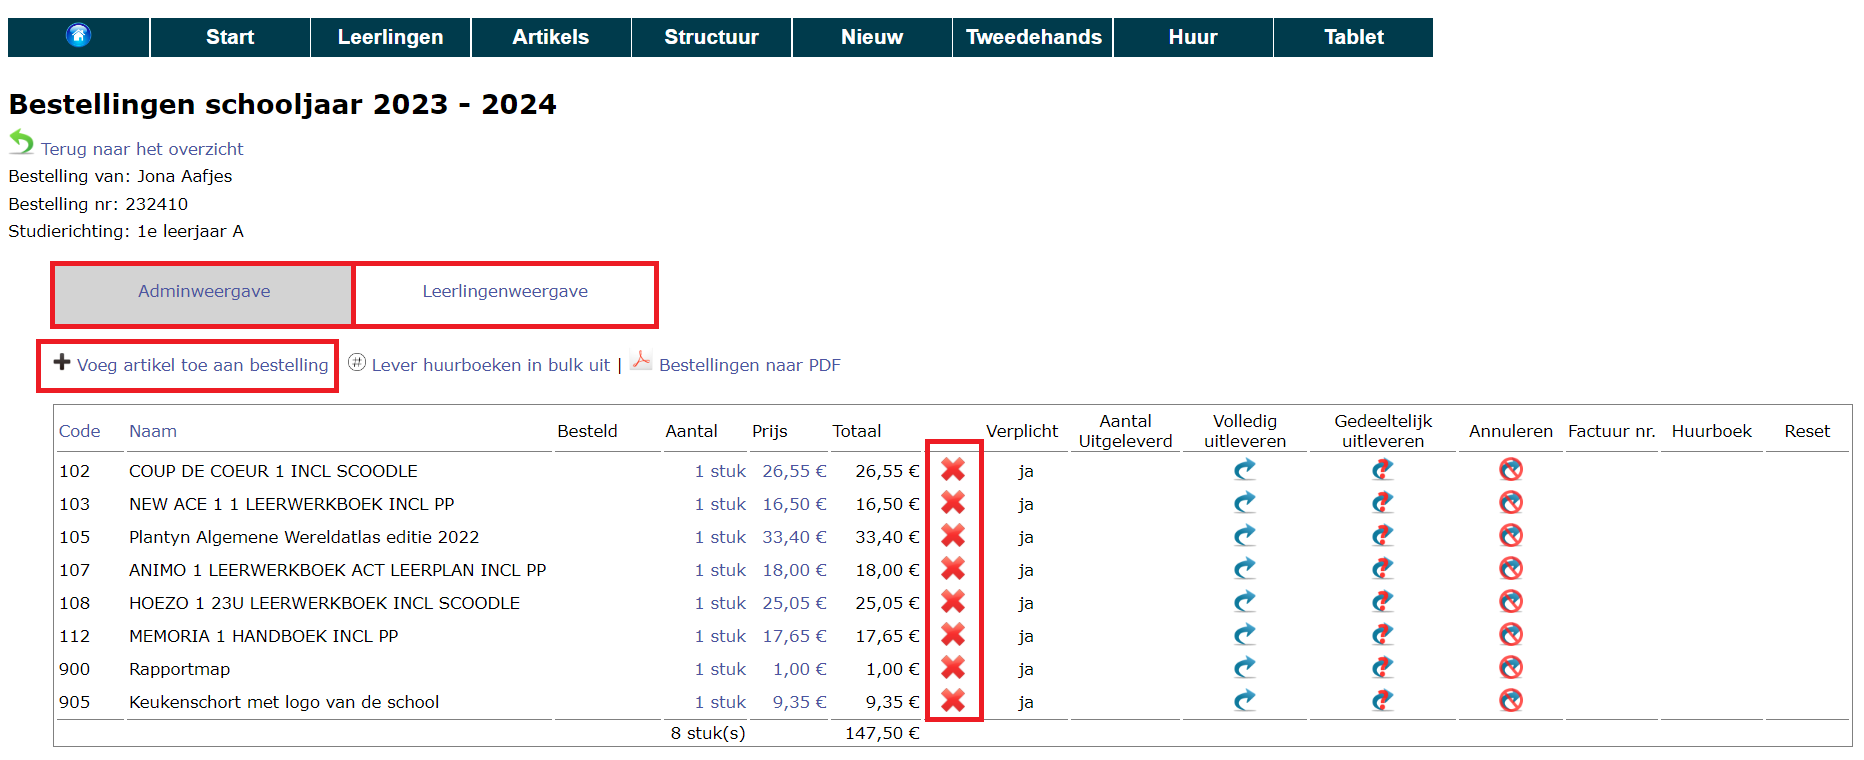 Start Leerlingen Artikels Structuur Nieuw Tweedehands Huur Tablet
Bestellingen schooljaar 2023 - 2024
Terug naar het overzicht
Bestelling van: Jona Aafjes
Bestelling nr: 232410
Studierichting: 1e leerjaar A
Adminweergave Leerlingenweergave
Voeg artikel toe aan bestelling # Lever huurboeken in bulk uit | Bestellingen naar PDF
Code Naam Besteld Aantal Prijs Totaal Verplicht Aantal Uitgeleverd Volledig uitleveren Gedeeltelijk uitleveren Annuleren Factuur nr. Huurboek Reset
102 COUP DE COEUR 1 INCL SCOODLE 1 stuk 26,55 € 26,55 € ja
103 NEW ACE 1 1 LEERWERKBOEK INCL PP 1 stuk 16,50 € 16,50 € ja
105 Plantyn Algemene Wereldatlas editie 2022 1 stuk 33,40 € 33,40 € ja
107 ANIMO 1 LEERWERKBOEK ACT LEERPLAN INCL PP 1 stuk 18,00 € 18,00 € ja
108 HOEZO 1 23U LEERWERKBOEK INCL SCOODLE 1 stuk 25,05 € 25,05 € ja
112 MEMORIA 1 HANDBOEK INCL PP 1 stuk 17,65 € 17,65 € ja
900 Rapportmap 1 stuk 1,00 € 1,00 € ja
905 Keukenschort met logo van de school 1 stuk 9,35 € 9,35 € ja
8 stuk(s) 147,50 €